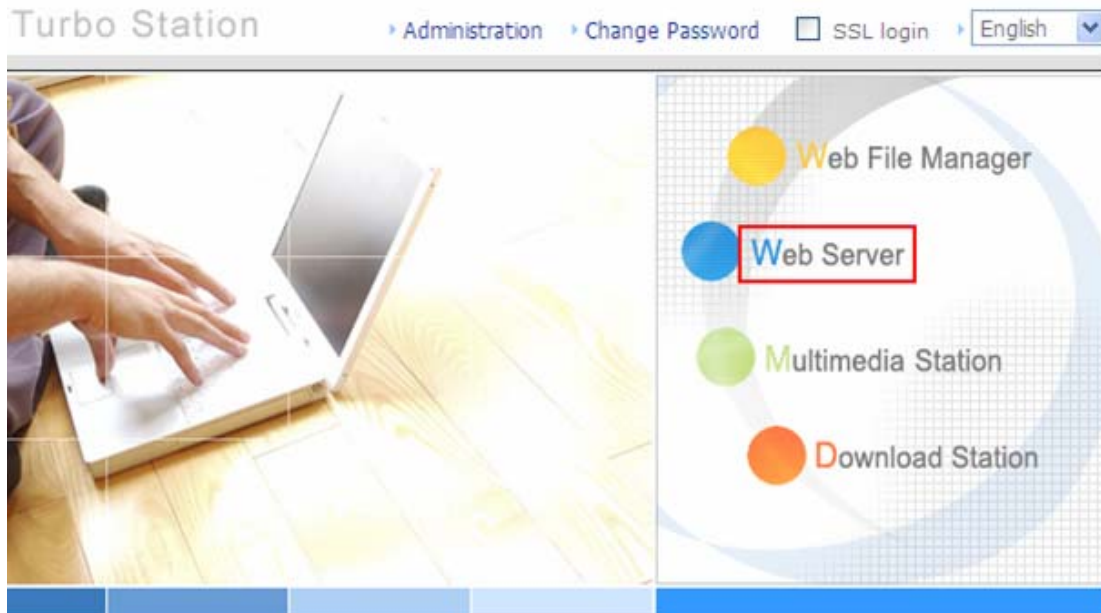 Turbo Station
Administration Change Password SSL login English
Web File Manager
Web Server
Multimedia Station
Download Station